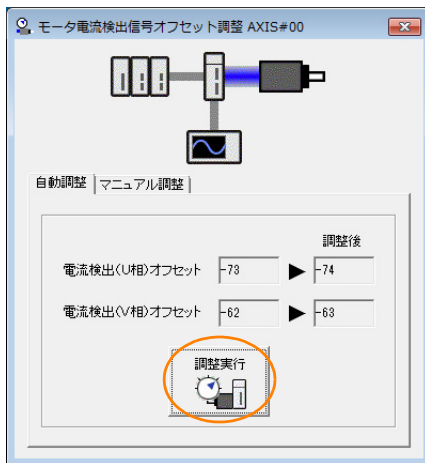 モータ電流検出信号オフセット調整 AXIS#00
自動調整 マニュアル調整
調整後
電流検出(U相)オフセット -73 -74
電流検出(V相)オフセット -62 -63
調整実行